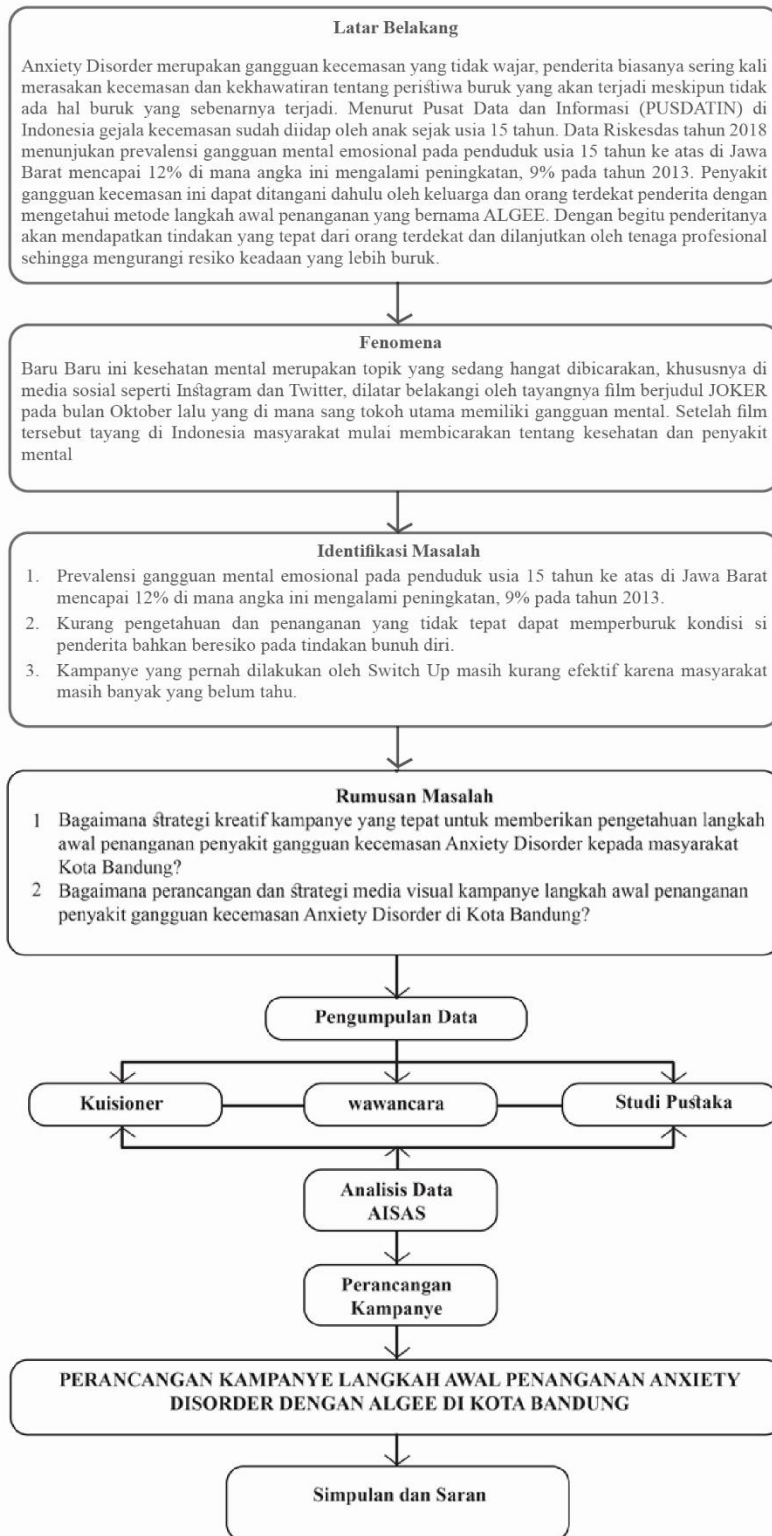 Latar Belakang
Anxiety Disorder merupakan gangguan kecemasan yang tidak wajar, penderita biasanya sering kali
merasakan kecemasan dan kekhawatiran tentang peristiwa buruk yang akan terjadi meskipun tidak
ada hal buruk yang sebenarnya terjadi. Menurut Pusat Data dan Informasi (PUSDATIN) di
Indonesia gejala kecemasan sudah diidap oleh anak sejak usia 15 tahun. Data Riskesdas tahun 2018
menunjukan prevalensi gangguan mental emosional pada penduduk usia 15 tahun ke atas di Jawa
Barat mencapai 12% di mana angka ini mengalami peningkatan, 9% pada tahun 2013. Penyakit
gangguan kecemasan ini dapat ditangani dahulu oleh keluarga dan orang terdekat penderita dengan
mengetahui metode langkah awal penanganan yang bernama ALGEE. Dengan begitu penderitanya
akan mendapatkan tindakan yang tepat dari orang terdekat dan dilanjutkan oleh tenaga profesional
sehingga mengurangi resiko keadaan yang lebih buruk.
Fenomena
Baru Baru ini kesehatan mental merupakan topik yang sedang hangat dibicarakan, khususnya di
media sosial seperti Instagram dan Twitter, dilatar belakangi oleh tayangnya film berjudul JOKER
pada bulan Oktober lalu yang di mana sang tokoh utama memiliki gangguan mental. Setelah film
tersebut tayang di Indonesia masyarakat mulai membicarakan tentang kesehatan dan penyakit
mental
Identifikasi Masalah
1. Prevalensi gangguan mental emosional pada penduduk usia 15 tahun ke atas di Jawa Barat
mencapai 12% di mana angka ini mengalami peningkatan, 9% pada tahun 2013.
2. Kurang pengetahuan dan penanganan yang tidak tepat dapat memperburuk kondisi si
penderita bahkan beresiko pada tindakan bunuh diri.
3. Kampanye yang pernah dilakukan oleh Switch Up masih kurang efektif karena masyarakat
masih banyak yang belum tahu.
Rumusan Masalah
1 Bagaimana strategi kreatif kampanye yang tepat untuk memberikan pengetahuan langkah
awal penanganan penyakit gangguan kecemasan Anxiety Disorder kepada masyarakat
Kota Bandung?
2 Bagaimana perancangan dan strategi media visual kampanye langkah awal penanganan
penyakit gangguan kecemasan Anxiety Disorder di Kota Bandung?
Pengumpulan Data
Kuisioner
wawancara
Studi Pustaka
Analisis Data
AISAS
Perancangan
Kampanye
PERANCANGAN KAMPANYE LANGKAH AWAL PENANGANAN ANXIETY
DISORDER DENGAN ALGEE DI KOTA BANDUNG
Simpulan dan Saran